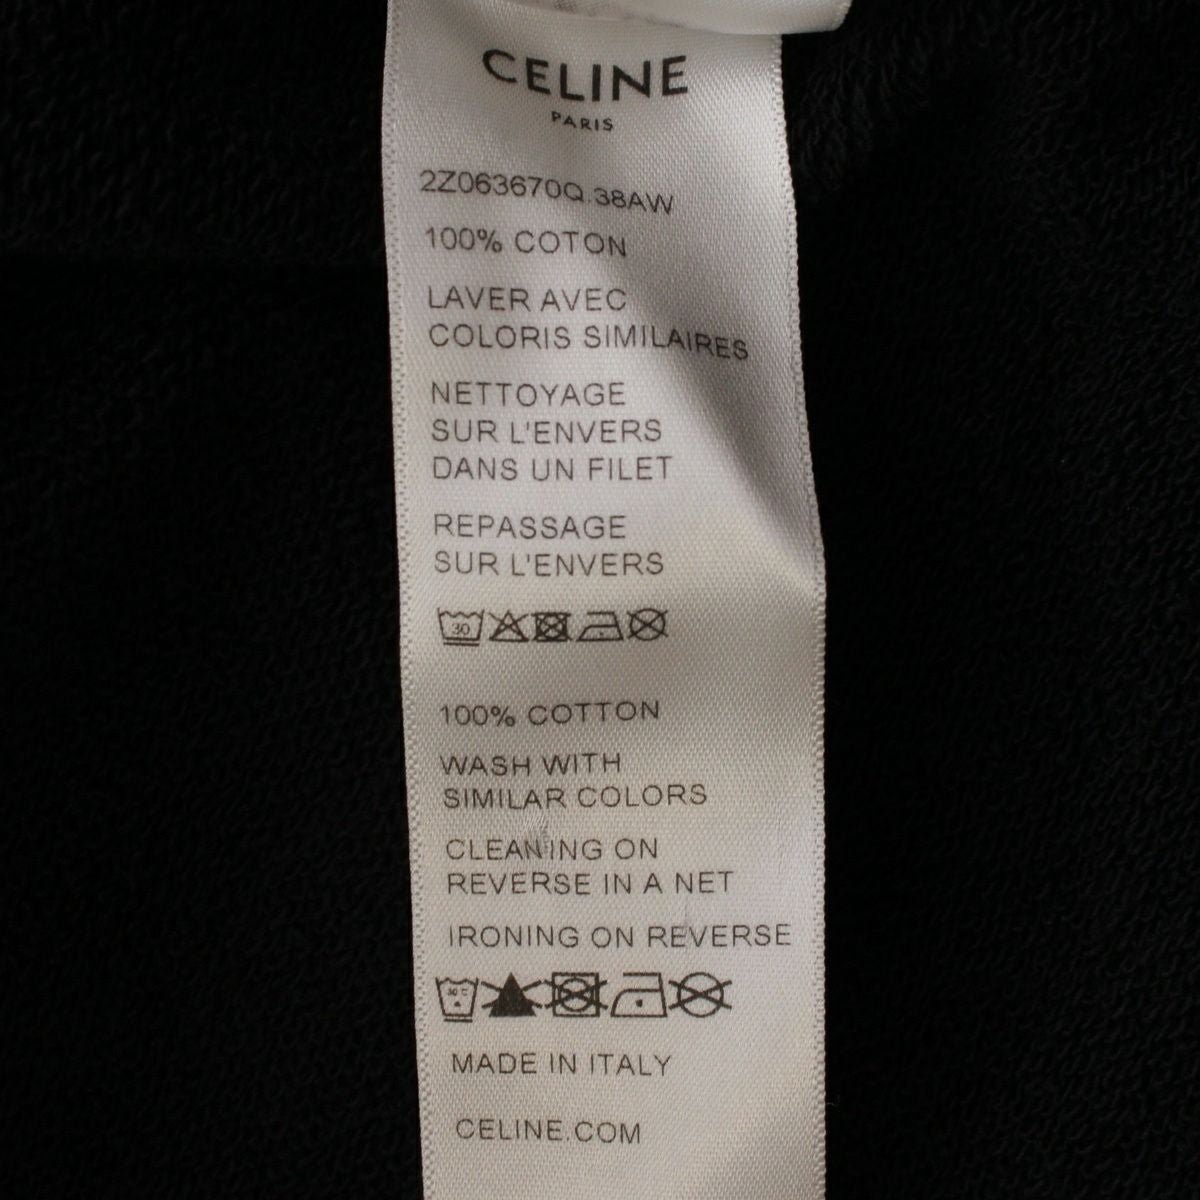 CELINE
PARIS
2Z063670Q.38AW
100% COTON
LAVER AVEC
COLORIS SIMILAIRES
NETTOYAGE
SUR L'ENVERS
DANS UN FILET
REPASSAGE
SUR L'ENVERS
30
100% COTTON
WASH WITH
SIMILAR COLORS
CLEANING ON
REVERSE IN A NET
IRONING ON REVERSE
30°C
MADE IN ITALY
CELINE.COM